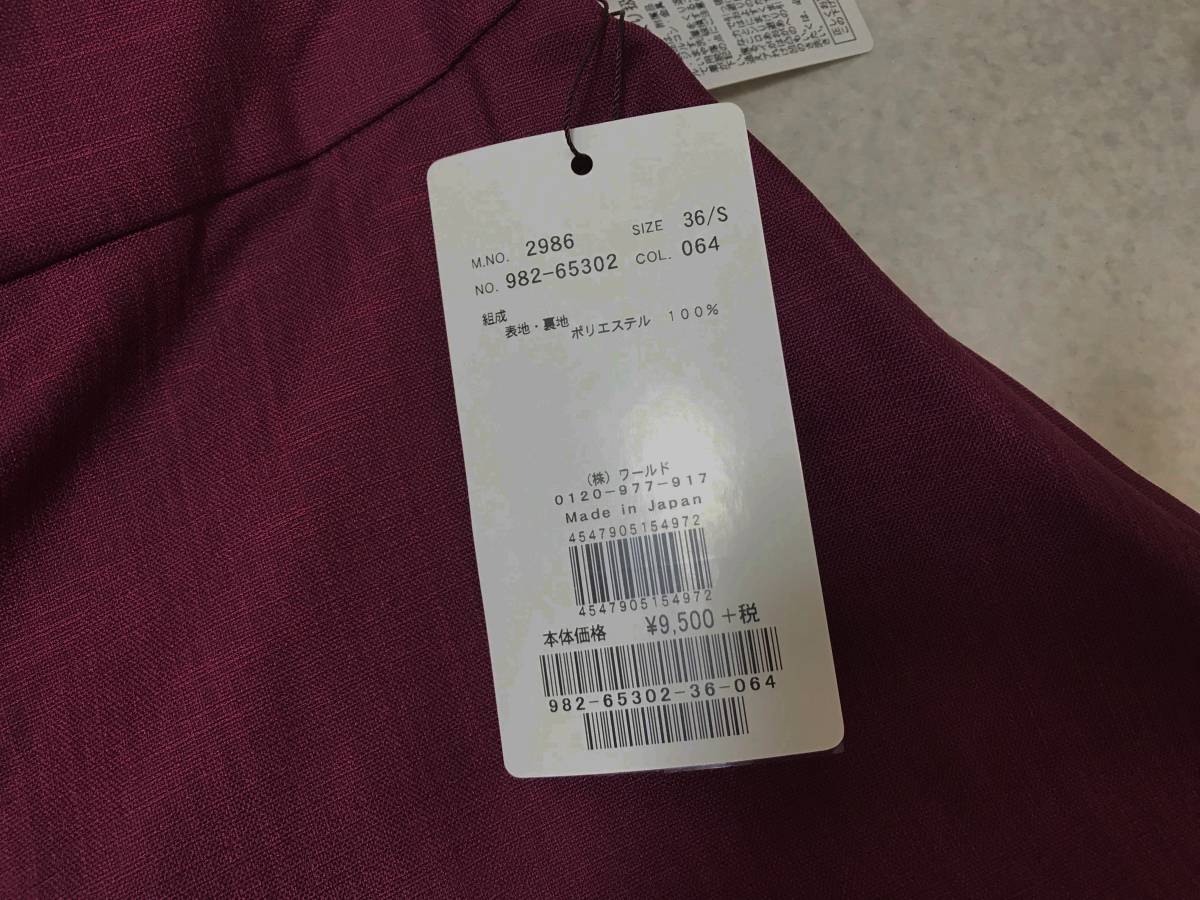 M.NO. 2986 SIZE 36/S
NO. 982-65302 COL. 064
組成
表地・裏地 ポリエステル 100%
(株) ワールド
0120-977-917
Made in Japan
4547905154972
4547905154972
本体価格 ¥9,500 +税
982-65302-36-064